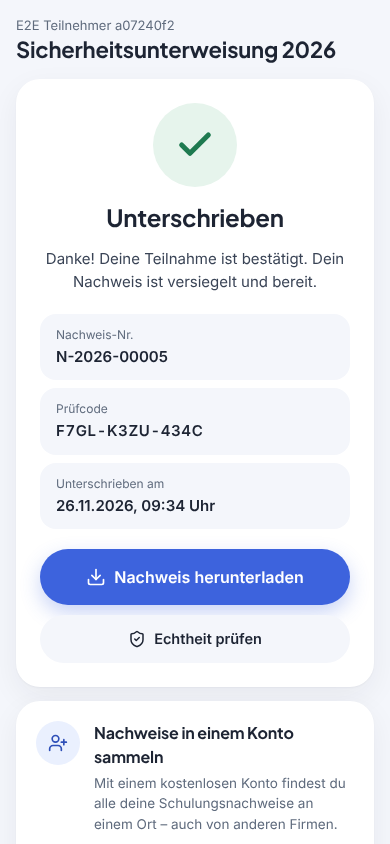 E2E Teilnehmer a07240f2
Sicherheitsunterweisung 2026
Unterschrieben
Danke! Deine Teilnahme ist bestätigt. Dein
Nachweis ist versiegelt und bereit.
Nachweis-Nr.
N-2026-00005
Prüfcode
F7GL-K3ZU-434C
Unterschrieben am
26.11.2026, 09:34 Uhr
Nachweis herunterladen
Echtheit prüfen
Nachweise in einem Konto
sammeln
Mit einem kostenlosen Konto findest du
alle deine Schulungsnachweise an
einem Ort – auch von anderen Firmen.